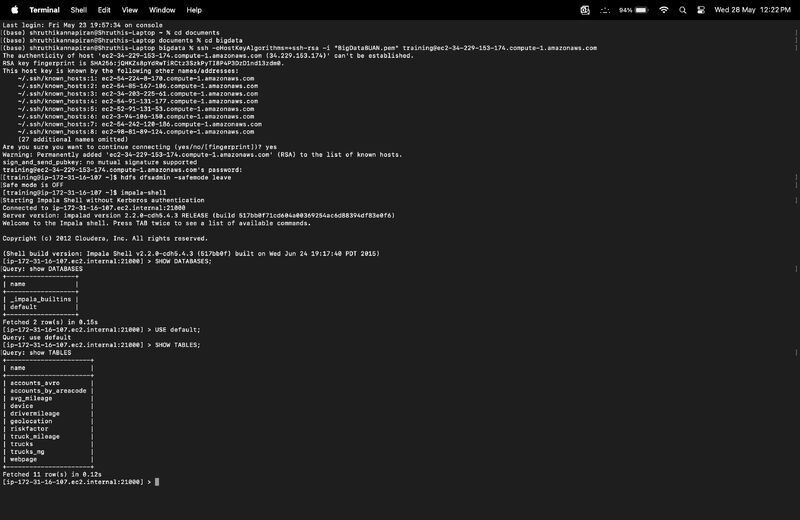 Terminal Shell Edit View Window Help 94% Wed 28 May 12:22 PM
Last login: Fri May 23 19:57:34 on console
(base) shruthikannapiran@Shruthis-Laptop ~ % cd documents
(base) shruthikannapiran@Shruthis-Laptop documents % cd bigdata
(base) shruthikannapiran@Shruthis-Laptop bigdata % ssh -oHostKeyAlgorithms=+ssh-rsa -i "BigData8UAN.pem" training@ec2-34-229-153-174.compute-1.amazonaws.com
The authenticity of host 'ec2-34-229-153-174.compute-1.amazonaws.com (34.229.153.174)' can't be established.
RSA key fingerprint is
This host key is known by the following other names/addresses:
~/.ssh/known_hosts:1: ec2-54-224-8-170.compute-1.amazonaws.com
~/.ssh/known_hosts:2: ec2-54-85-167-106.compute-1.amazonaws.com
~/.ssh/known_hosts:3: ec2-34-203-225-61.compute-1.amazonaws.com
~/.ssh/known_hosts:4: ec2-54-91-131-177.compute-1.amazonaws.com
~/.ssh/known_hosts:5: ec2-52-91-131-53.compute-1.amazonaws.com
~/.ssh/known_hosts:6: ec2-3-94-106-150.compute-1.amazonaws.com
~/.ssh/known_hosts:7: ec2-54-242-120-186.compute-1.amazonaws.com
~/.ssh/known_hosts:8: ec2-98-81-89-124.compute-1.amazonaws.com
(27 additional names omitted)
Are you sure you want to continue connecting (yes/no/[fingerprint])? yes
Warning: Permanently added 'ec2-34-229-153-174.compute-1.amazonaws.com' (RSA) to the list of known hosts.
sign_and_send_pubkey: no mutual signature supported
training@ec2-34-229-153-174.compute-1.amazonaws.com's password:
[training@ip-172-31-16-107 ~]$ hdfs dfsadmin -safemode leave
Safe mode is OFF
[training@ip-172-31-16-107 ~]$ impala-shell
Starting Impala Shell without Kerberos authentication
Connected to ip-172-31-16-107.ec2.internal:21000
Server version: impalad version 2.2.0-cdh5.4.3 RELEASE (build 517bb0f71cd604a00369254ac6d88394df83e0f6)
Welcome to the Impala shell. Press TAB twice to see a list of available commands.
Copyright (c) 2012 Cloudera, Inc. All rights reserved.
(Shell build version: Impala Shell v2.2.0-cdh5.4.3 (517bb0f) built on Wed Jun 24 19:17:40 PDT 2015)
[ip-172-31-16-107.ec2.internal:21000] > SHOW DATABASES;
Query: show DATABASES
+------------------+
| name |
+------------------+
| _impala_builtins |
| default |
+------------------+
Fetched 2 row(s) in 0.15s
[ip-172-31-16-107.ec2.internal:21000] > USE default;
Query: use default
[ip-172-31-16-107.ec2.internal:21000] > SHOW TABLES;
Query: show TABLES
+----------------------+
| name |
+----------------------+
| accounts_avro |
| accounts_by_areacode |
| avg_mileage |
| device |
| drivermileage |
| geolocation |
| riskfactor |
| truck_mileage |
| trucks |
| trucks_mg |
| webpage |
+----------------------+
Fetched 11 row(s) in 0.12s
[ip-172-31-16-107.ec2.internal:21000] >